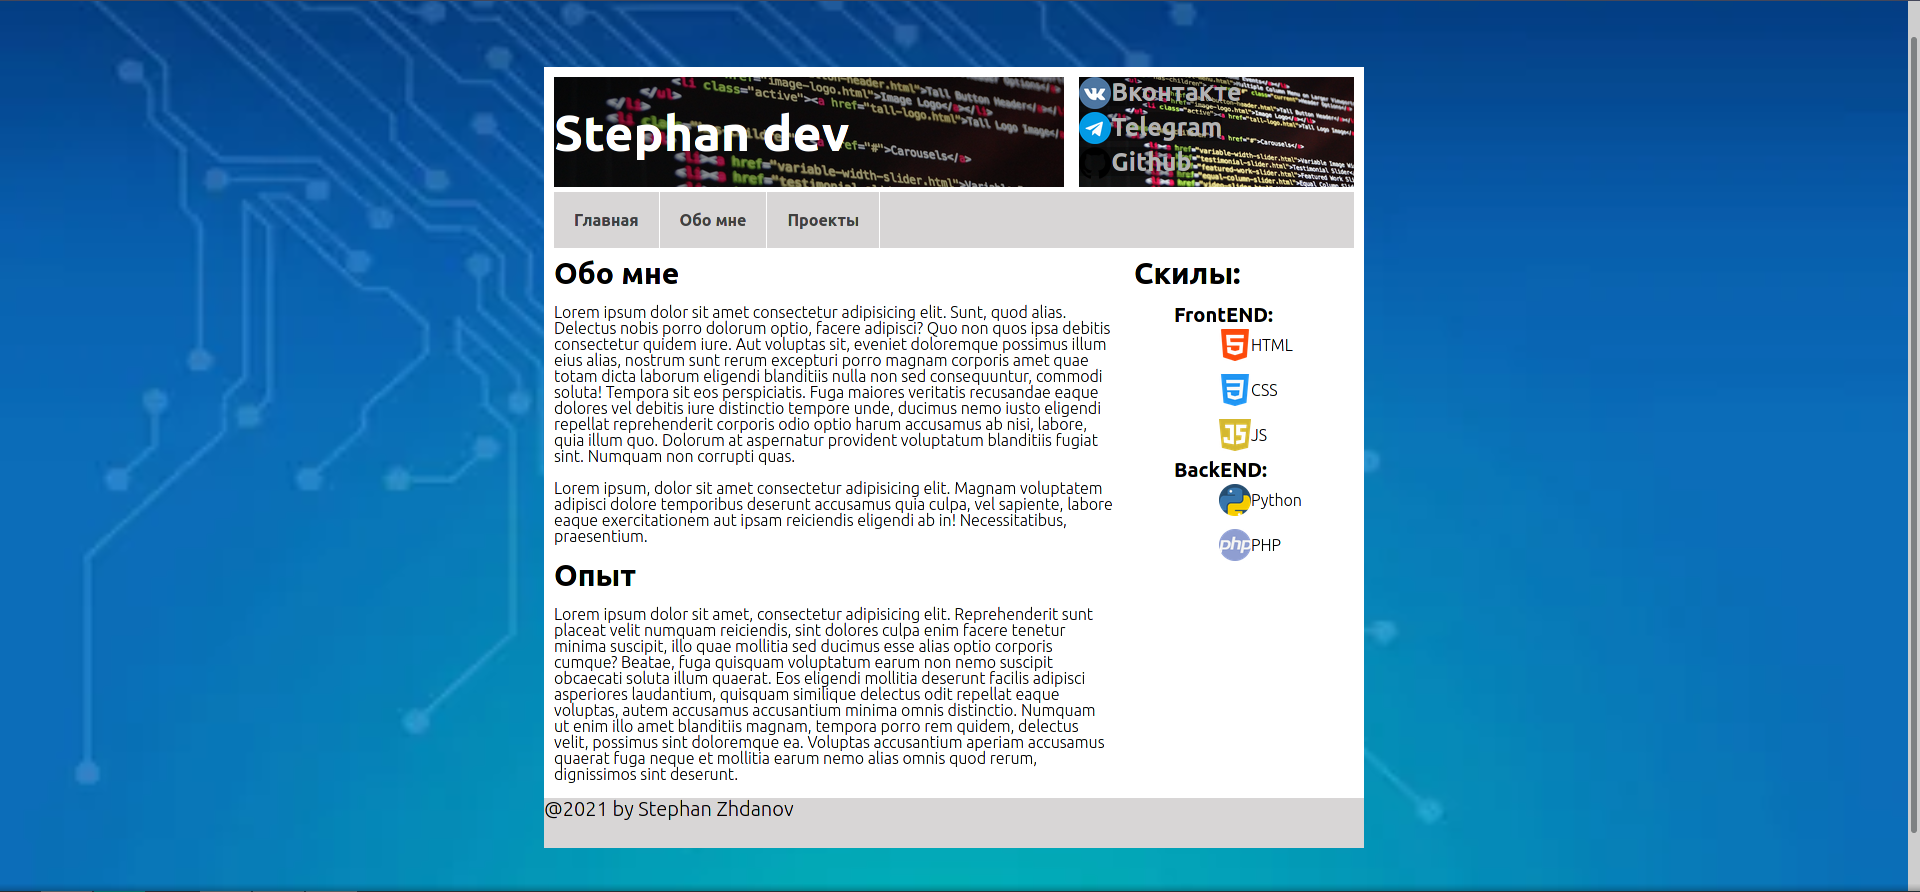 Stephan dev
Вконтакте
Telegram
Github
Главная
Обо мне
Проекты
Обо мне
Lorem ipsum dolor sit amet consectetur adipisicing elit. Sunt, quod alias.
Delectus nobis porro dolorum optio, facere adipisci? Quo non quos ipsa debitis
consectetur quidem iure. Aut voluptas sit, eveniet doloremque possimus illum
eius alias, nostrum sunt rerum excepturi porro magnam corporis amet quae
totam dicta laborum eligendi blanditiis nulla non sed consequuntur, commodi
soluta! Tempora sit eos perspiciatis. Fuga maiores veritatis recusandae eaque
dolores vel debitis iure distinctio tempore unde, ducimus nemo iusto eligendi
repellat reprehenderit corporis odio optio harum accusamus ab nisi, labore,
quia illum quo. Dolorum at aspernatur provident voluptatum blanditiis fugiat
sint. Numquam non corrupti quas.
Lorem ipsum, dolor sit amet consectetur adipisicing elit. Magnam voluptatem
adipisci dolore temporibus deserunt accusamus quia culpa, vel sapiente, labore
eaque exercitationem aut ipsam reiciendis eligendi ab in! Necessitatibus,
praesentium.
Опыт
Lorem ipsum dolor sit amet, consectetur adipisicing elit. Reprehenderit sunt
placeat velit numquam reiciendis, sint dolores culpa enim facere tenetur
minima suscipit, illo quae mollitia sed ducimus esse alias optio corporis
cumque? Beatae, fuga quisquam voluptatum earum non nemo suscipit
obcaecati soluta illum quaerat. Eos eligendi mollitia deserunt facilis adipisci
asperiores laudantium, quisquam similique delectus odit repellat eaque
voluptas, autem accusamus accusantium minima omnis distinctio. Numquam
ut enim illo amet blanditiis magnam, tempora porro rem quidem, delectus
velit, possimus sint doloremque ea. Voluptas accusantium aperiam accusamus
quaerat fuga neque et mollitia earum nemo alias omnis quod rerum,
dignissimos sint deserunt.
Скилы:
FrontEND:
HTML
CSS
JS
BackEND:
Python
php PHP
@2021 by Stephan Zhdanov